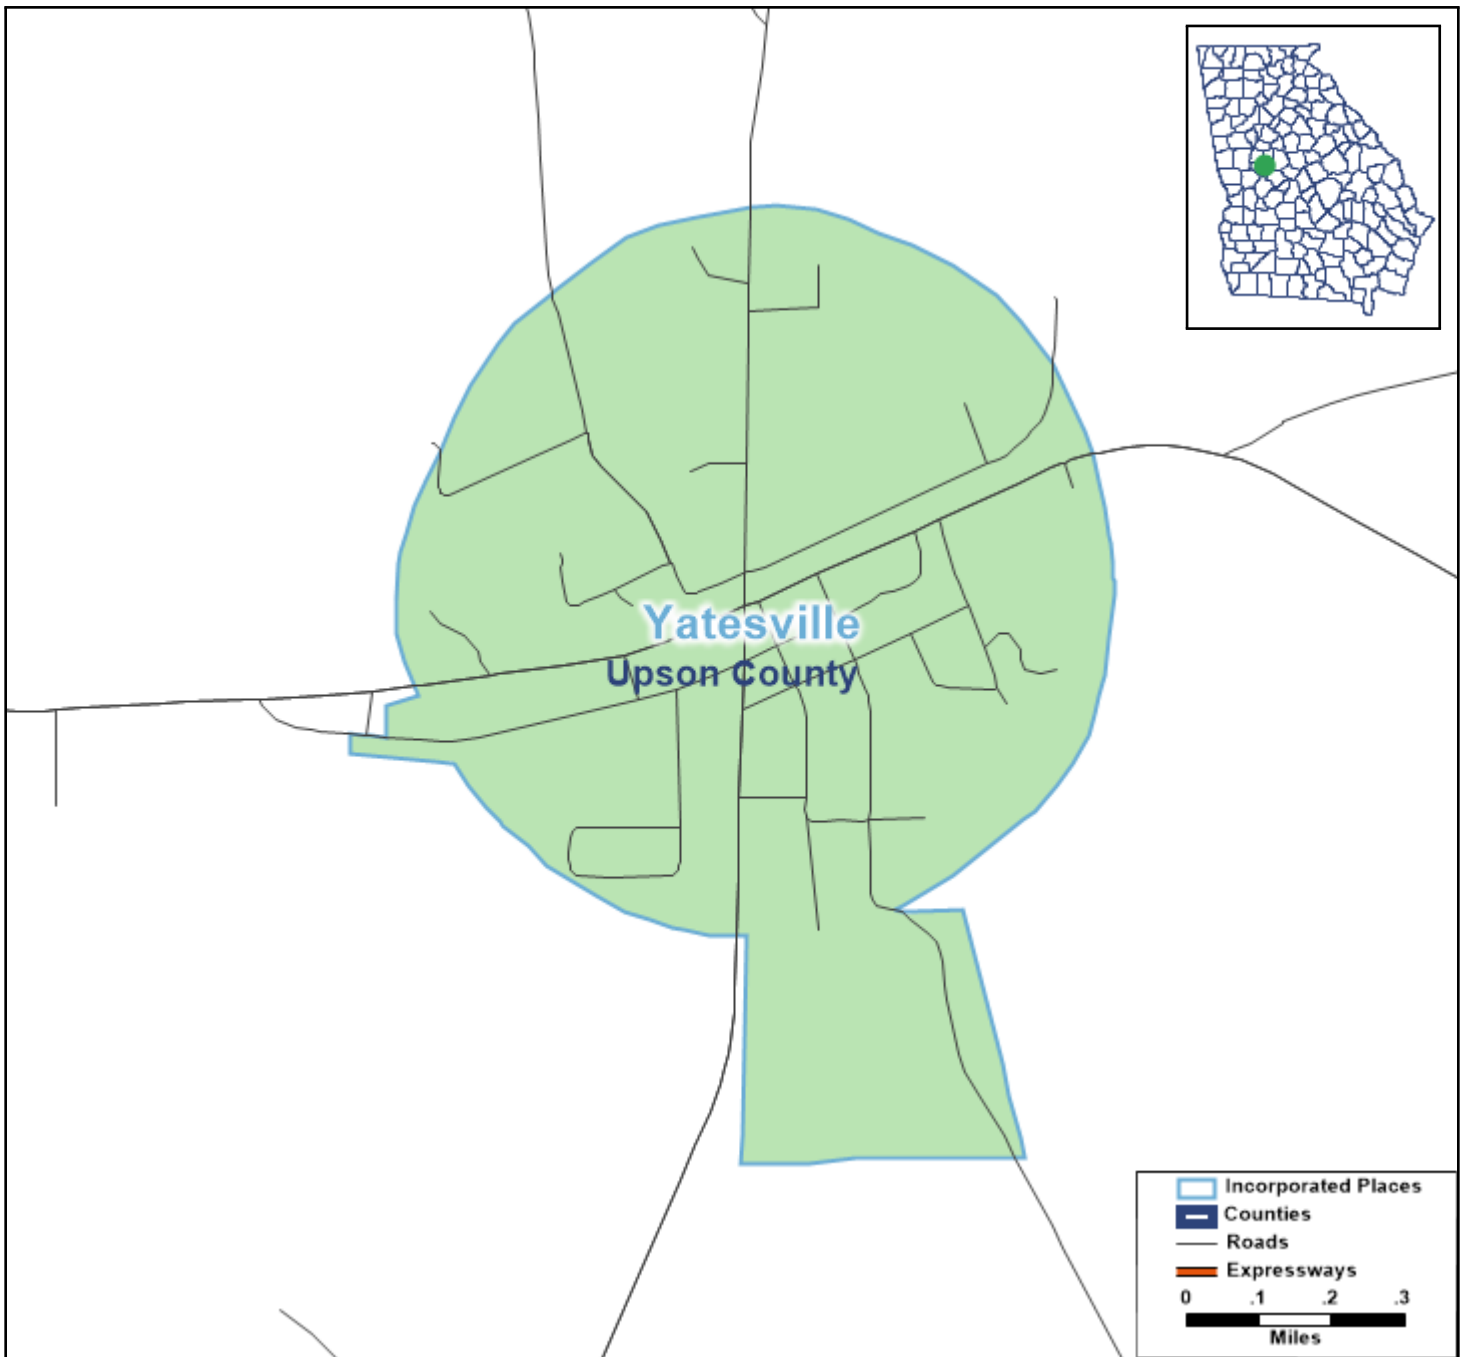 Yatesville
Upson County
Incorporated Places
Counties
Roads
Expressways
0 .1 .2 .3
Miles